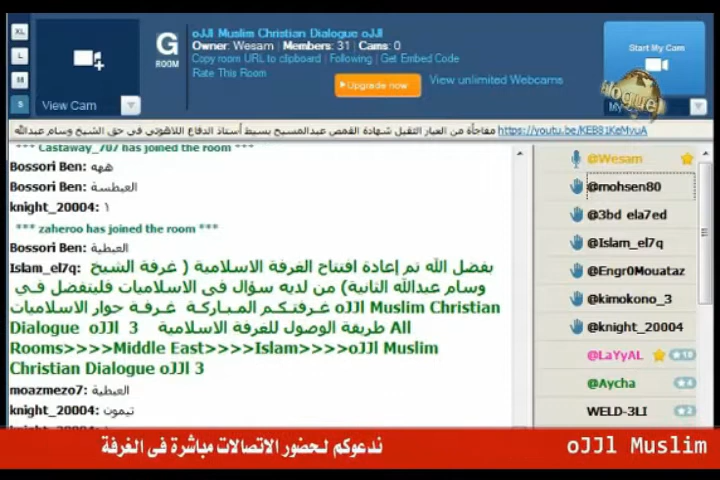 XL
L
M
S
View Cam
G
ROOM
oJJl Muslim Christian Dialogue oJJl
Owner: Wesam | Members: 31 | Cams: 0
Copy room URL to clipboard | Following | Get Embed Code
Rate This Room
Upgrade now
View unlimited Webcams
Start My Cam
مفاجأة من العيار الثقيل شهادة القمص عبدالمسيح بسيط أستاذ الدفاع اللاهوتي في حق الشيخ وسام عبدالله https://youtu.be/KEB81KeMvuA
*** Castaway_707 has joined the room ***
Bossori Ben: ههه
Bossori Ben: العبطسة
knight_20004: ١
*** zaheroo has joined the room ***
Bossori Ben: العبطية
Islam_el7q: بفضل الله تم إعادة افتتاح الغرفة الاسلامية ( غرفة الشيخ
وسام عبدالله الثانية) من لديه سؤال في الاسلاميات فليتفضل في
غرفتكم المباركة غرفة حوار الاسلاميات oJJl Muslim Christian
Dialogue oJJl 3 طريقة الوصول للغرفة الاسلامية All
Rooms>>>>Middle East>>>>Islam>>>>oJJl Muslim
Christian Dialogue oJJl 3
moazmezo7: العبطية
knight_20004: تيموت
@Wesam
@mohsen80
@3bd ela7ed
@Islam_el7q
@Engr0Mouataz
@kimokono_3
@knight_20004
@LaYyAL
@Aycha
WELD-3LI
ندعوكم لحضور الاتصالات مباشرة فى الغرفة
oJJl Muslim